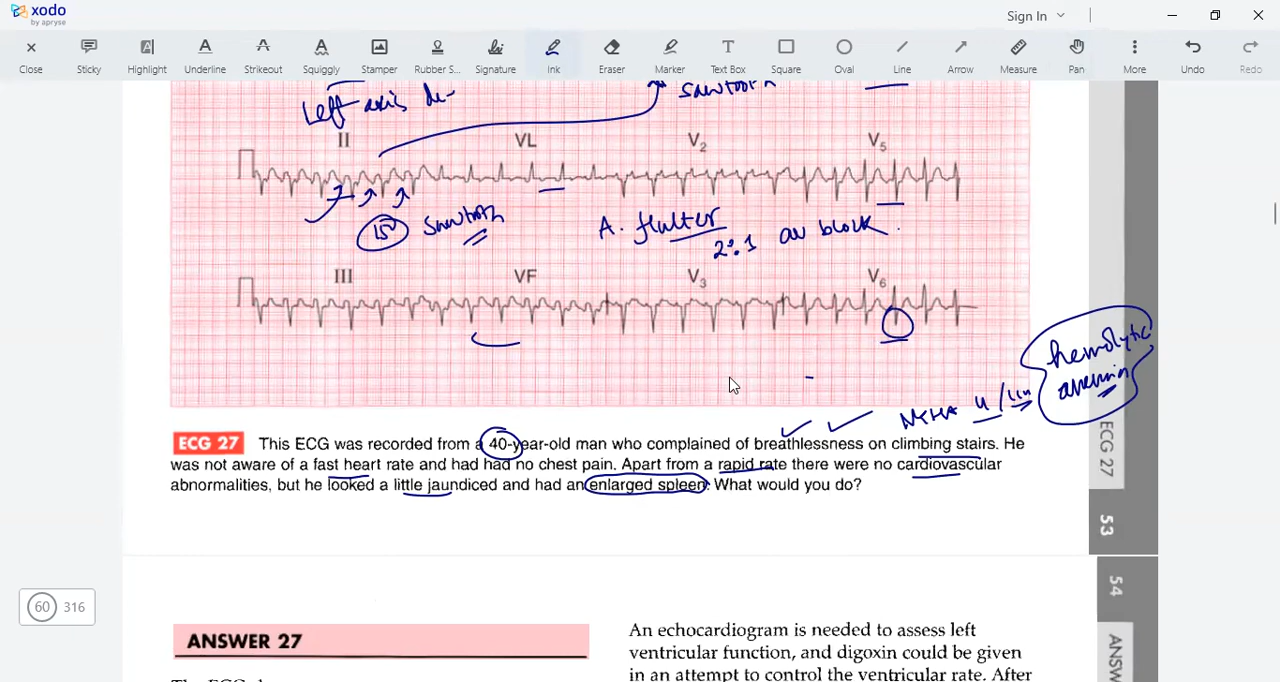 xodo
by apryse
Sign In
Close Sticky Highlight Underline Strikeout Squiggly Stamper Rubber S... Signature Ink Eraser Marker Text Box Square Oval Line Arrow Measure Pan More Undo Redo
Left axis de-
sawtooth
II VL V2 V5
150 sawtooth
A. flutter
2:1 av block.
III VF V3 V6
hemolytic
anemia
NYHA II / III
ECG 27 This ECG was recorded from a 40-year-old man who complained of breathlessness on climbing stairs. He
was not aware of a fast heart rate and had had no chest pain. Apart from a rapid rate there were no cardiovascular
abnormalities, but he looked a little jaundiced and had an enlarged spleen. What would you do?
ECG 27
53
60 316
54
ANSWER 27
An echocardiogram is needed to assess left
ventricular function, and digoxin could be given
in an attempt to control the ventricular rate. After
ANSW